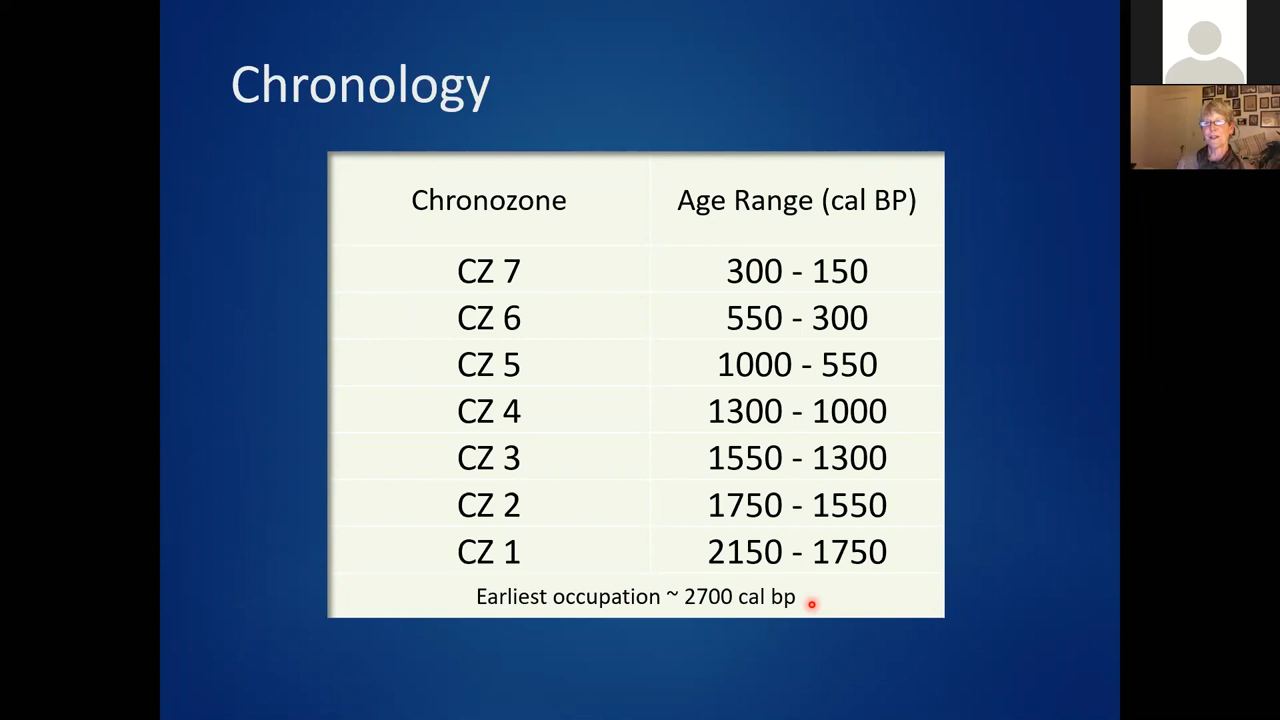 Chronology
Chronozone Age Range (cal BP)
CZ 7 300 - 150
CZ 6 550 - 300
CZ 5 1000 - 550
CZ 4 1300 - 1000
CZ 3 1550 - 1300
CZ 2 1750 - 1550
CZ 1 2150 - 1750
Earliest occupation ~ 2700 cal bp